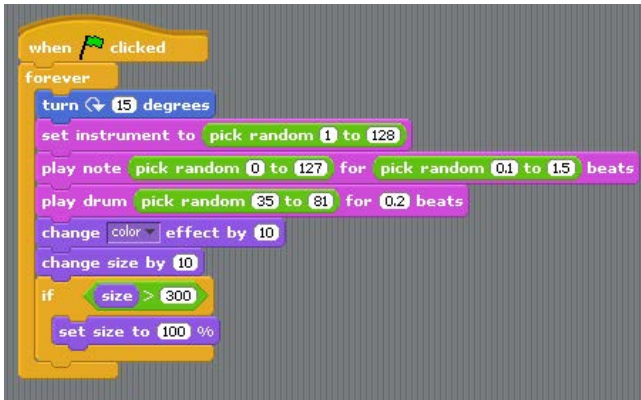 when clicked
forever
turn 15 degrees
set instrument to pick random 1 to 128
play note pick random 0 to 127 for pick random 0.1 to 1.5 beats
play drum pick random 35 to 81 for 0.2 beats
change color effect by 10
change size by 10
if size > 300
set size to 100 %